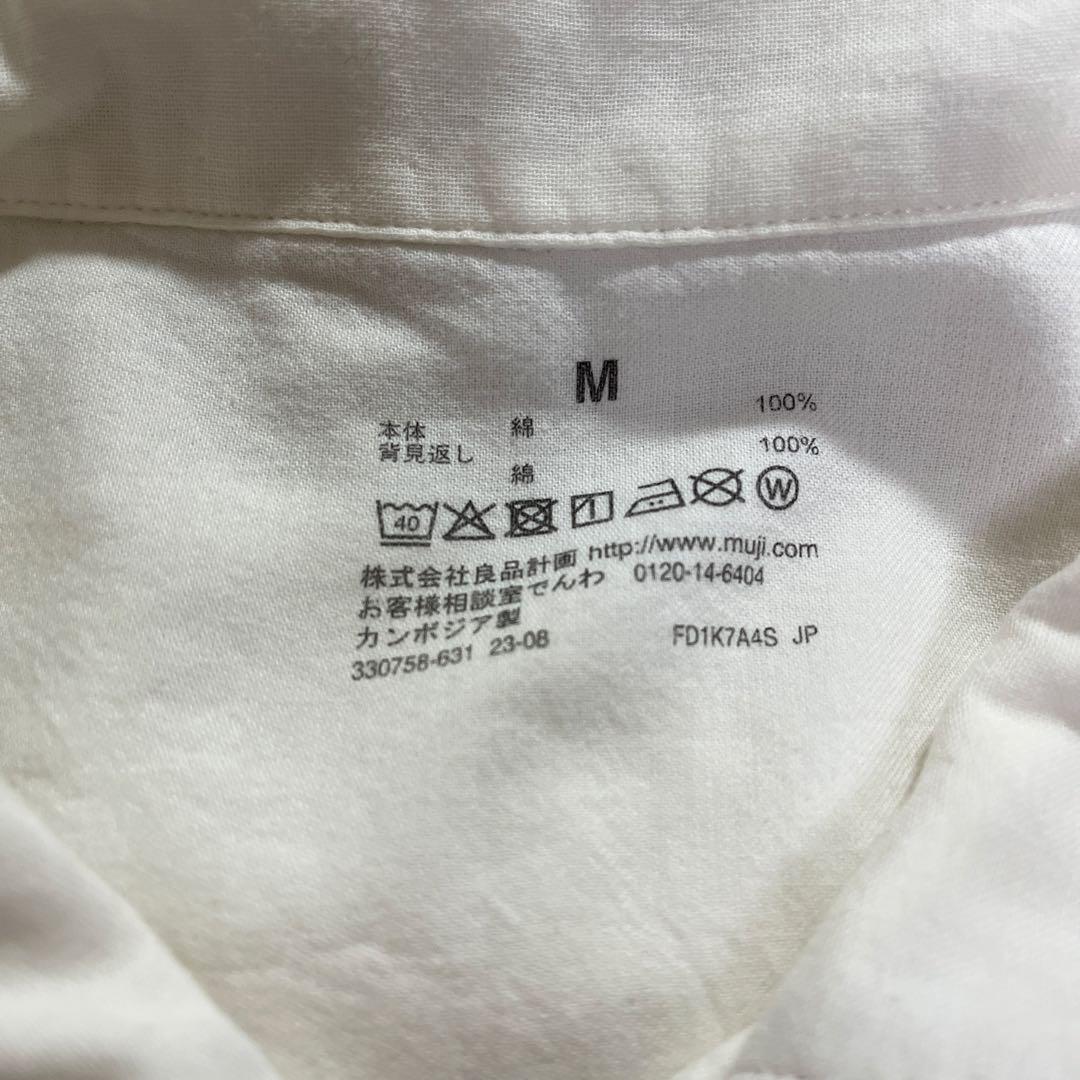 M
本体 綿 100%
背見返し 綿 100%
40 W
株式会社良品計画 http://www.muji.com
お客様相談室でんわ 0120-14-6404
カンボジア製
330758-631 23-08 FD1K7A4S JP